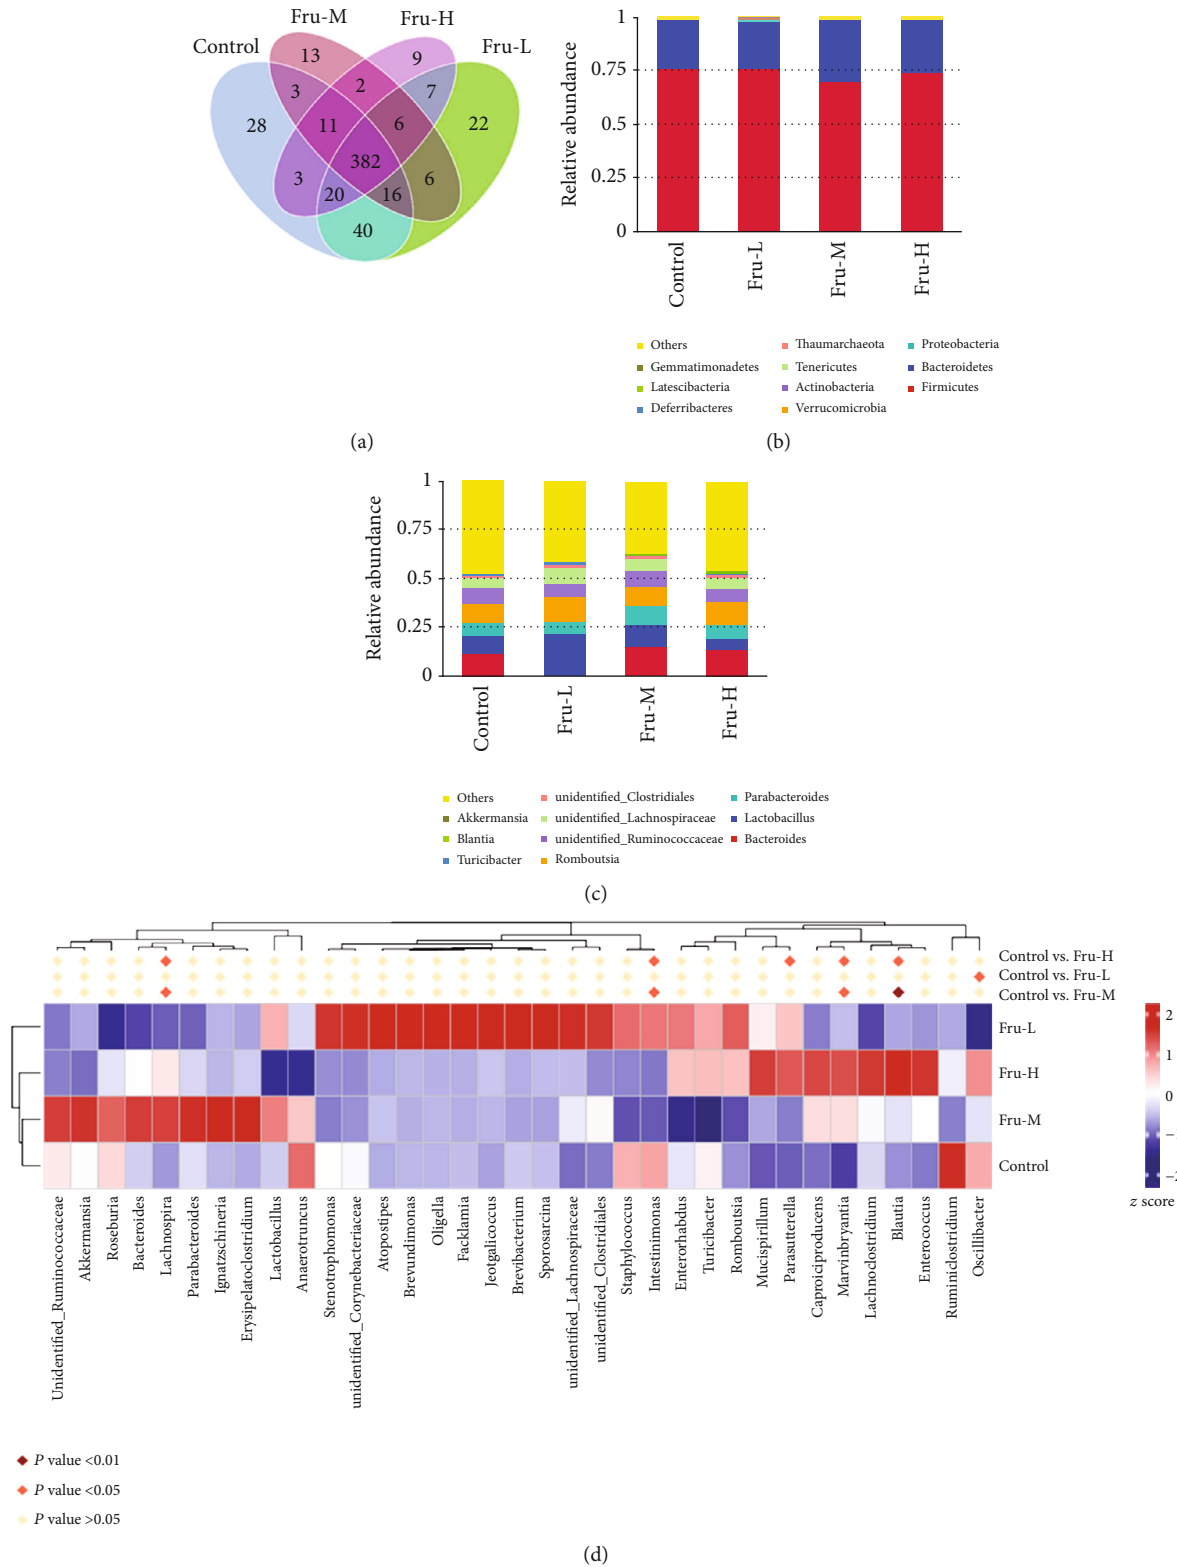 Fru-M
Fru-H
Control
Fru-L
13
9
3
2
7
28
11
6
22
382
3
20
16
6
40
(a)
Relative abundance
1
0.75
0.5
0.25
0
Control
Fru-L
Fru-M
Fru-H
Others
Gemmatimonadetes
Latescibacteria
Deferribacteres
Thaumarchaeota
Tenericutes
Actinobacteria
Verrucomicrobia
Proteobacteria
Bacteroidetes
Firmicutes
(b)
Relative abundance
1
0.75
0.5
0.25
0
Control
Fru-L
Fru-M
Fru-H
Others
Akkermansia
Blantia
Turicibacter
unidentified_Clostridiales
unidentified_Lachnospiraceae
unidentified_Ruminococcaceae
Romboutsia
Parabacteroides
Lactobacillus
Bacteroides
(c)
Control vs. Fru-H
Control vs. Fru-L
Control vs. Fru-M
Fru-L
Fru-H
Fru-M
Control
2
1
0
−1
−2
z score
Unidentified_Ruminococcaceae
Akkermansia
Roseburia
Bacteroides
Lachnospira
Parabacteroides
Ignatzschineria
Erysipelatoclostridium
Lactobacillus
Anaerotruncus
Stenotrophomonas
unidentified_Corynebacteriaceae
Atopostipes
Brevundimonas
Oligella
Facklamia
Jeotgalicoccus
Brevibacterium
Sporosarcina
unidentified_Lachnospiraceae
unidentified_Clostridiales
Staphylococcus
Intestinimonas
Enterorhabdus
Turicibacter
Romboutsia
Mucispirillum
Parasutterella
Caproiciproducens
Marvinbryantia
Lachnoclostridium
Blautia
Enterococcus
Ruminiclostridium
Oscillibacter
P value <0.01
P value <0.05
P value >0.05
(d)